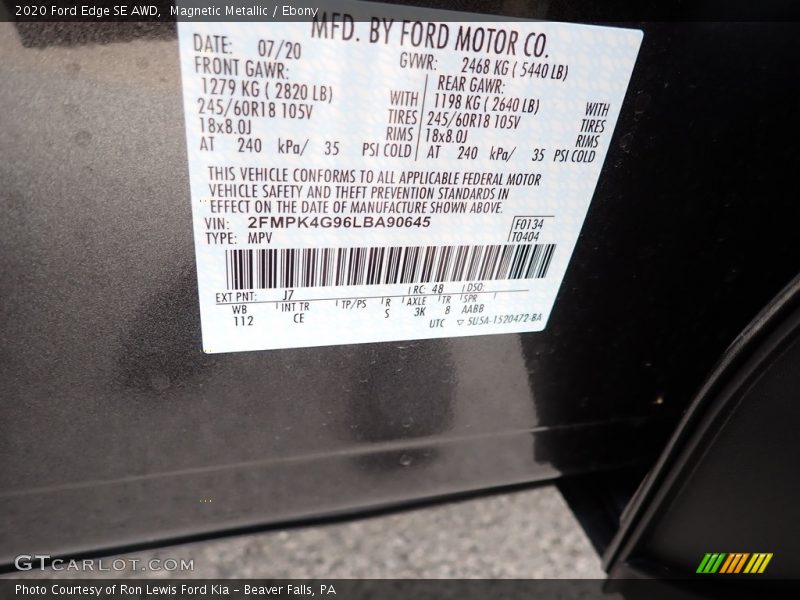 2020 Ford Edge SE AWD, Magnetic Metallic / Ebony
MFD. BY FORD MOTOR CO.
DATE: 07/20
GVWR: 2468 KG ( 5440 LB)
FRONT GAWR:
REAR GAWR:
1279 KG ( 2820 LB) WITH
1198 KG ( 2640 LB) WITH
245/60R18 105V TIRES
245/60R18 105V TIRES
18x8.0J RIMS
18x8.0J RIMS
AT 240 kPa/ 35 PSI COLD
AT 240 kPa/ 35 PSI COLD
THIS VEHICLE CONFORMS TO ALL APPLICABLE FEDERAL MOTOR
VEHICLE SAFETY AND THEFT PREVENTION STANDARDS IN
EFFECT ON THE DATE OF MANUFACTURE SHOWN ABOVE.
VIN: 2FMPK4G96LBA90645
F0134
TYPE: MPV
T0404
EXT PNT: J7 RC: 48 DSO:
WB INT TR TP/PS R AXLE TR SPR
112 CE S 3K 8 AABB
UTC ▽ 5USA-1520472-BA
GTCARLOT.COM
Photo Courtesy of Ron Lewis Ford Kia – Beaver Falls, PA